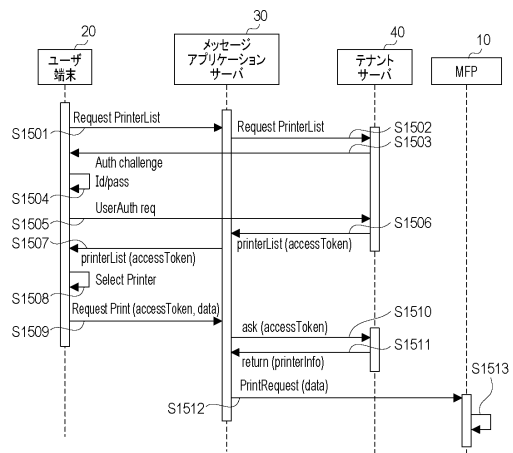 20
ユーザ
端末
30
メッセージ
アプリケーション
サーバ
40
テナント
サーバ
10
MFP
Request PrinterList
S1501
Request PrinterList
S1502
S1503
Auth challenge
Id/pass
S1504
UserAuth req
S1505
S1506
printerList (accessToken)
S1507
printerList (accessToken)
Select Printer
S1508
Request Print (accessToken, data)
S1509
ask (accessToken)
S1510
return (printerInfo)
S1511
PrintRequest (data)
S1512
S1513